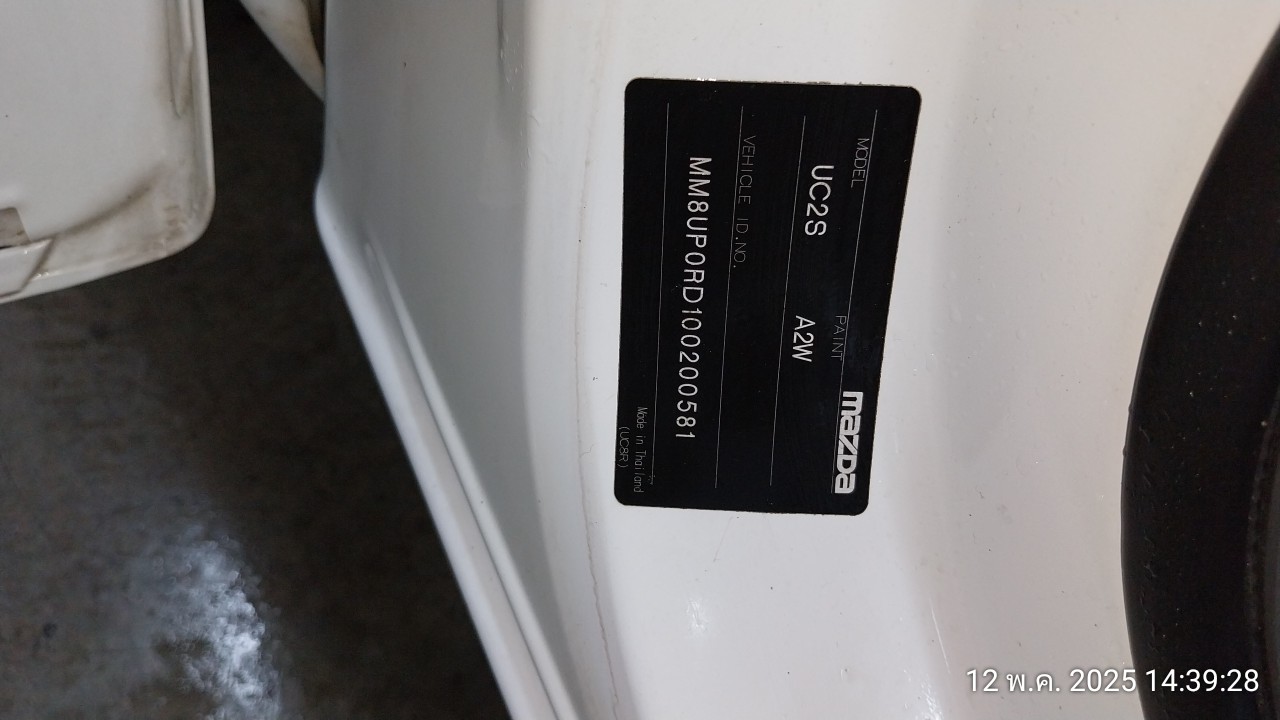 mazda
MODEL PAINT
UC2S A2W
VEHICLE ID.NO.
MM8UP0RD100200581
Made in Thailand
(UC8R)
12 พ.ค. 2025 14:39:28